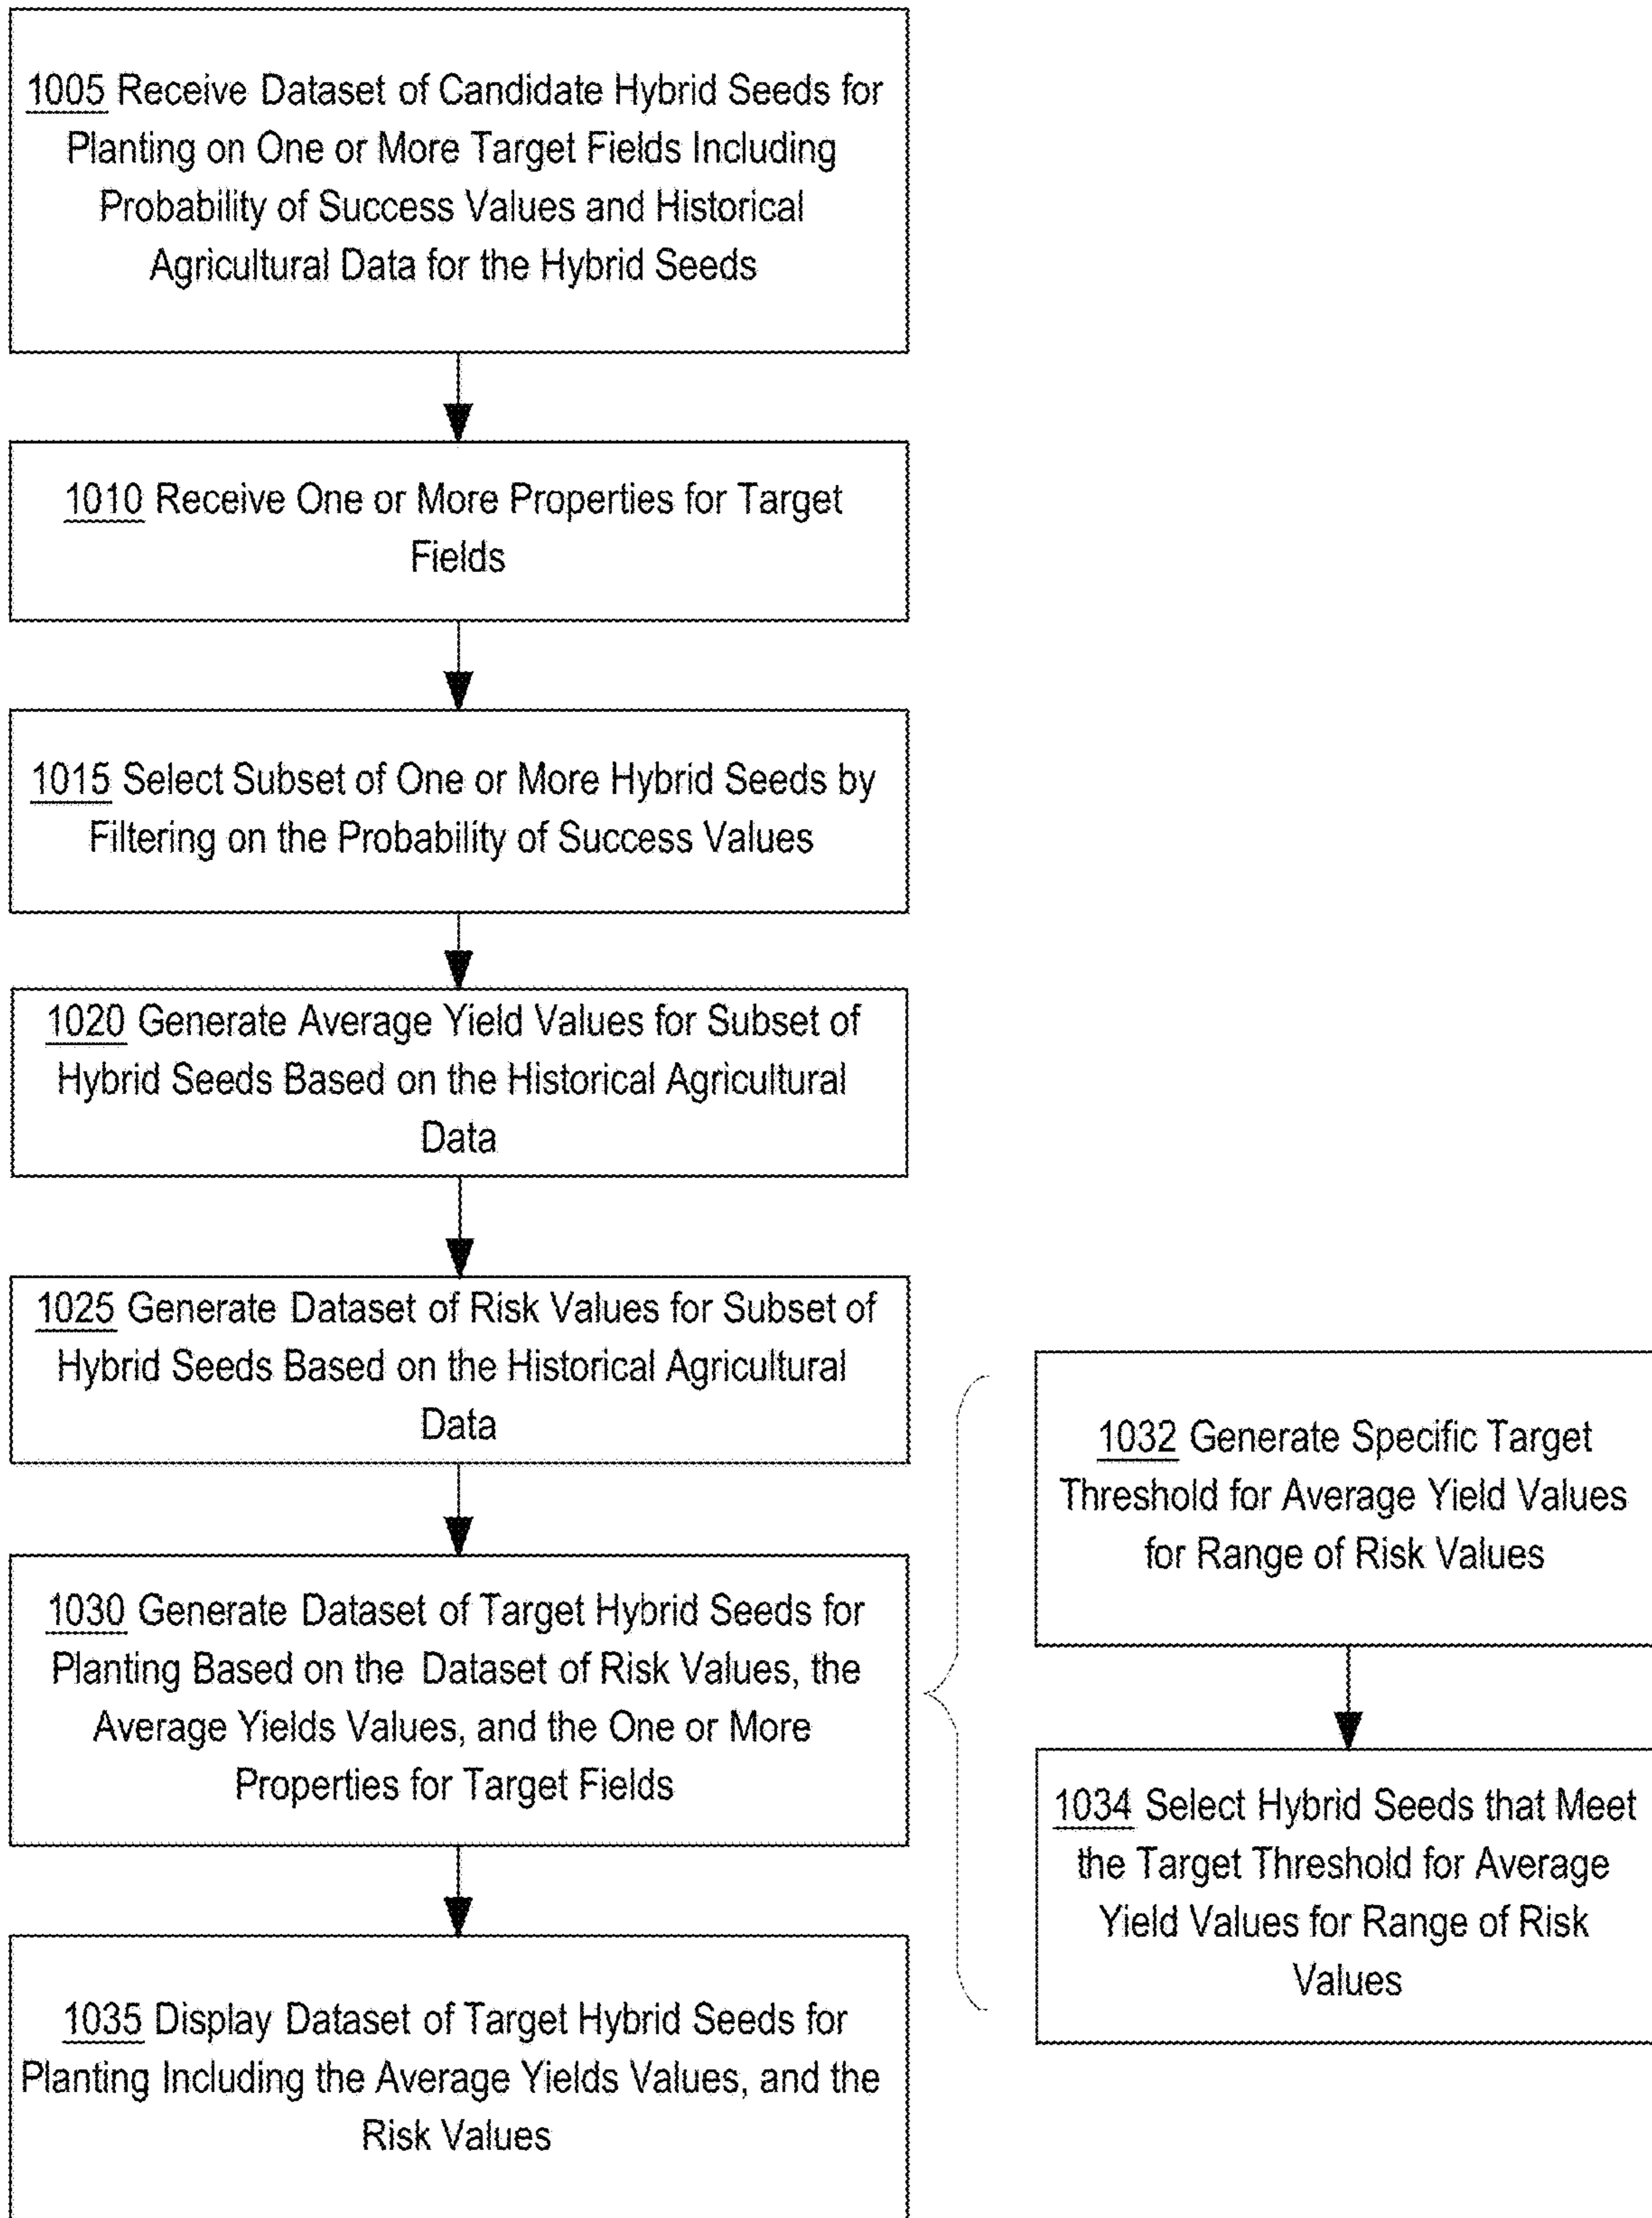 1005 Receive Dataset of Candidate Hybrid Seeds for
Planting on One or More Target Fields Including
Probability of Success Values and Historical
Agricultural Data for the Hybrid Seeds
1010 Receive One or More Properties for Target
Fields
1015 Select Subset of One or More Hybrid Seeds by
Filtering on the Probability of Success Values
1020 Generate Average Yield Values for Subset of
Hybrid Seeds Based on the Historical Agricultural
Data
1025 Generate Dataset of Risk Values for Subset of
Hybrid Seeds Based on the Historical Agricultural
Data
1030 Generate Dataset of Target Hybrid Seeds for
Planting Based on the Dataset of Risk Values, the
Average Yields Values, and the One or More
Properties for Target Fields
1032 Generate Specific Target
Threshold for Average Yield Values
for Range of Risk Values
1034 Select Hybrid Seeds that Meet
the Target Threshold for Average
Yield Values for Range of Risk
Values
1035 Display Dataset of Target Hybrid Seeds for
Planting Including the Average Yields Values, and the
Risk Values